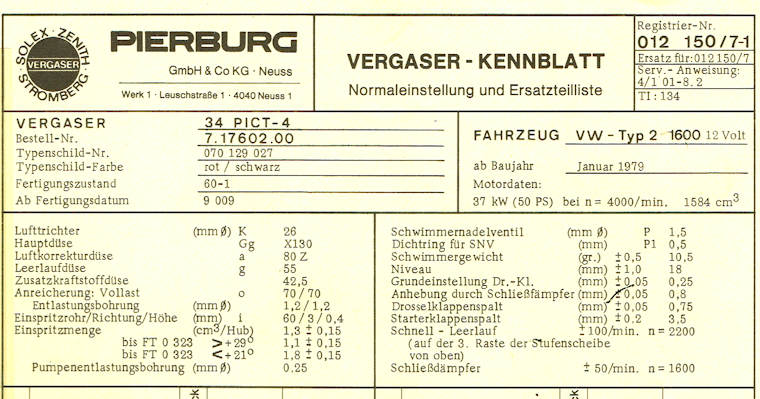 SOLEX · ZENITH · STROMBERG
VERGASER
PIERBURG
GmbH & Co KG · Neuss
Werk 1 · Leuschstraße 1 · 4040 Neuss 1
VERGASER - KENNBLATT
Normaleinstellung und Ersatzteilliste
Registrier-Nr.
012 150/7-1
Ersatz für: 012 150/7
Serv.- Anweisung:
4/1 01-8.2
TI: 134
VERGASER 34 PICT-4
Bestell-Nr. 7.17602.00
Typenschild-Nr. 070 129 027
Typenschild-Farbe rot / schwarz
Fertigungszustand 60-1
Ab Fertigungsdatum 9 009
FAHRZEUG VW - Typ 2 1600 12 Volt
ab Baujahr Januar 1979
Motordaten:
37 kW (50 PS) bei n = 4000/min. 1584 cm³
Lufttrichter (mm Ø) K 26
Hauptdüse Gg X130
Luftkorrekturdüse a 80 Z
Leerlaufdüse g 55
Zusatzkraftstoffdüse 42,5
Anreicherung: Vollast o 70/70
Entlastungsbohrung (mm Ø) 1,2/1,2
Einspritzrohr/Richtung/Höhe (mm) i 60/3/0,4
Einspritzmenge (cm³/Hub) 1,3 ± 0,15
bis FT 0 323 > +29° 1,1 ± 0,15
bis FT 0 323 < +21° 1,8 ± 0,15
Pumpenentlastungsbohrung (mm Ø) 0.25
Schwimmernadelventil (mm Ø) P 1,5
Dichtring für SNV (mm) P1 0,5
Schwimmergewicht (gr.) ±0,5 10,5
Niveau (mm) ±1,0 18
Grundeinstellung Dr.-Kl. (mm) ±0,05 0,25
Anhebung durch Schließfämpfer (mm) ±0,05 0,8
Drosselklappenspalt (mm) ±0,05 0,75
Starterklappenspalt (mm) ±0,2 3,5
Schnell - Leerlauf ±100/min. n = 2200
(auf der 3. Raste der Stufenscheibe
von oben)
Schließdämpfer ± 50/min. n = 1600